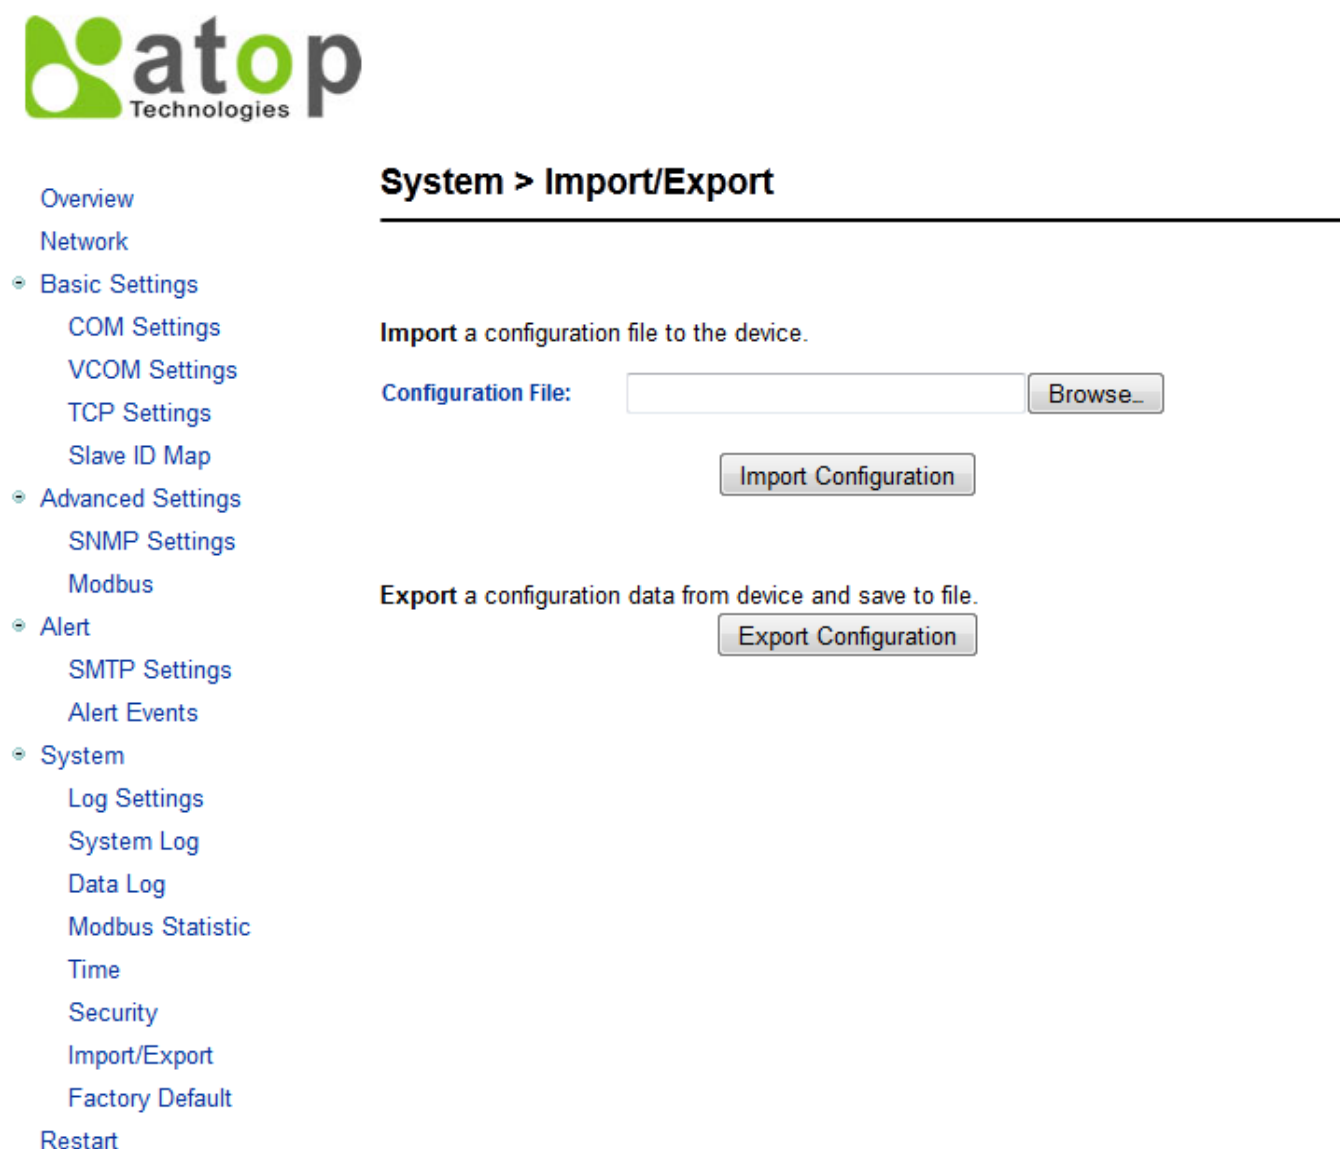 atop
Technologies
System > Import/Export
Overview
Network
Basic Settings
COM Settings
VCOM Settings
TCP Settings
Slave ID Map
Advanced Settings
SNMP Settings
Modbus
Alert
SMTP Settings
Alert Events
System
Log Settings
System Log
Data Log
Modbus Statistic
Time
Security
Import/Export
Factory Default
Restart
Import a configuration file to the device.
Configuration File: Browse...
Import Configuration
Export a configuration data from device and save to file.
Export Configuration